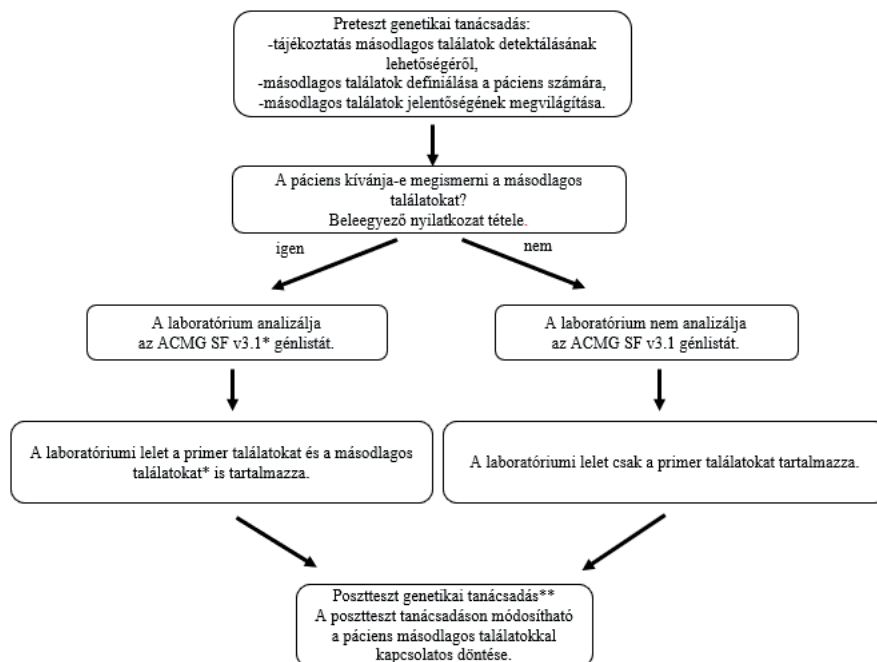 Preteszt genetikai tanácsadás:
-tájékoztatás másodlagos találatok detektálásának
lehetőségéről,
-másodlagos találatok definiálása a páciens számára,
-másodlagos találatok jelentőségének megvilágítása.
A páciens kívánja-e megismerni a másodlagos
találatokat?
Beleegyező nyilatkozat tétele.
igen
nem
A laboratórium analizálja
az ACMG SF v3.1* génlistát.
A laboratórium nem analizálja
az ACMG SF v3.1 génlistát.
A laboratóriumi lelet a primer találatokat és a másodlagos
találatokat* is tartalmazza.
A laboratóriumi lelet csak a primer találatokat tartalmazza.
Posztteszt genetikai tanácsadás**
A posztteszt tanácsadáson módosítható
a páciens másodlagos találatokkal
kapcsolatos döntése.